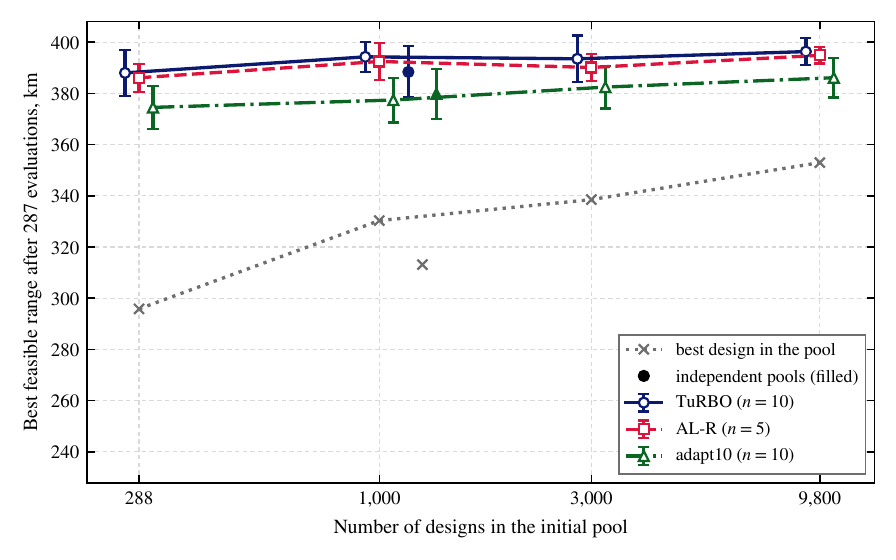 Best feasible range after 287 evaluations, km
400
380
360
340
320
300
280
260
240
288
1,000
3,000
9,800
Number of designs in the initial pool
best design in the pool
independent pools (filled)
TuRBO (n = 10)
AL-R (n = 5)
adapt10 (n = 10)